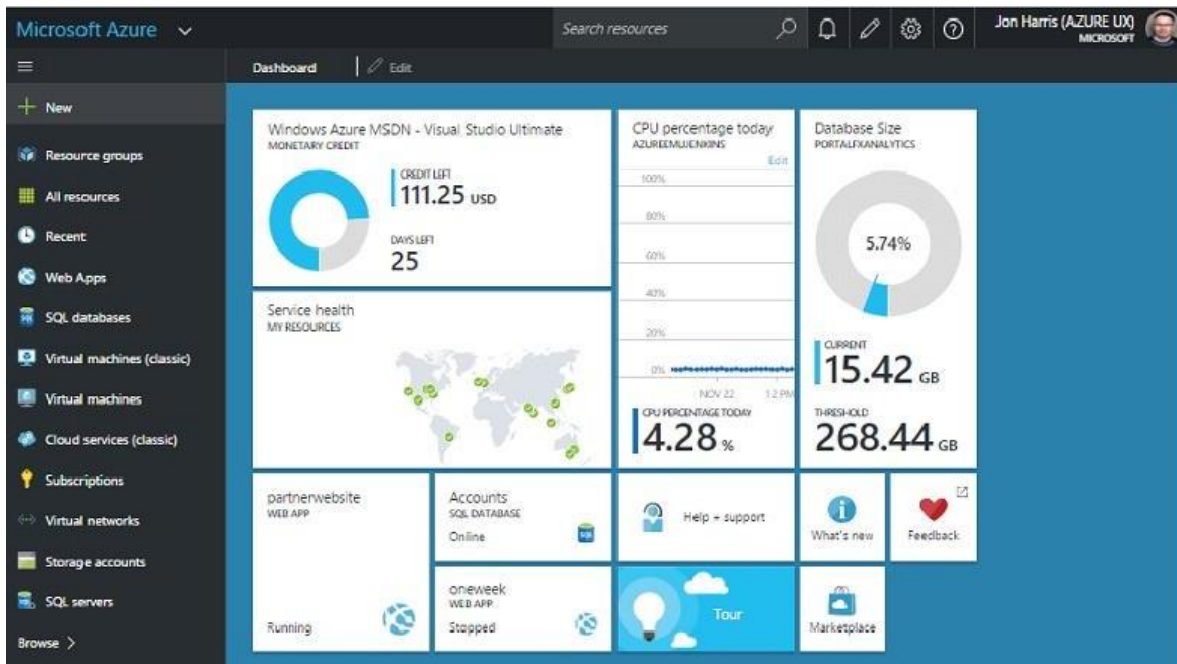 Microsoft Azure
Search resources
Jon Harris (AZURE UX)
MICROSOFT
Dashboard
Edit
New
Resource groups
All resources
Recent
Web Apps
SQL databases
Virtual machines (classic)
Virtual machines
Cloud services (classic)
Subscriptions
Virtual networks
Storage accounts
SQL servers
Browse >
Windows Azure MSDN - Visual Studio Ultimate
MONETARY CREDIT
CREDIT LEFT
111.25 USD
DAYS LEFT
25
CPU percentage today
AZUREEMUJENKINS
Edit
100%
80%
60%
40%
20%
0%
NOV 22 12 PM
CPU PERCENTAGE TODAY
4.28 %
Database Size
PORTALFXANALYTICS
5.74%
CURRENT
15.42 GB
THRESHOLD
268.44 GB
Service health
MY RESOURCES
partnerwebsite
WEB APP
Running
Accounts
SQL DATABASE
Online
SQL
oneweek
WEB APP
Stopped
Help + support
What's new
Feedback
Tour
Marketplace